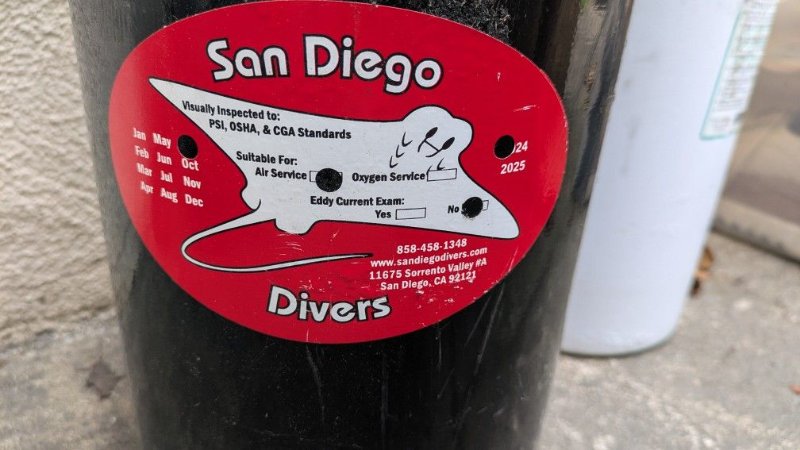 San Diego
Visually Inspected to:
PSI, OSHA, & CGA Standards
Jan May
Feb Jun Oct
Mar Jul Nov
Apr Aug Dec
Suitable For:
Air Service Oxygen Service
Eddy Current Exam:
Yes No
24
2025
858-458-1348
www.sandiegodivers.com
11675 Sorrento Valley #A
San Diego, CA 92121
Divers